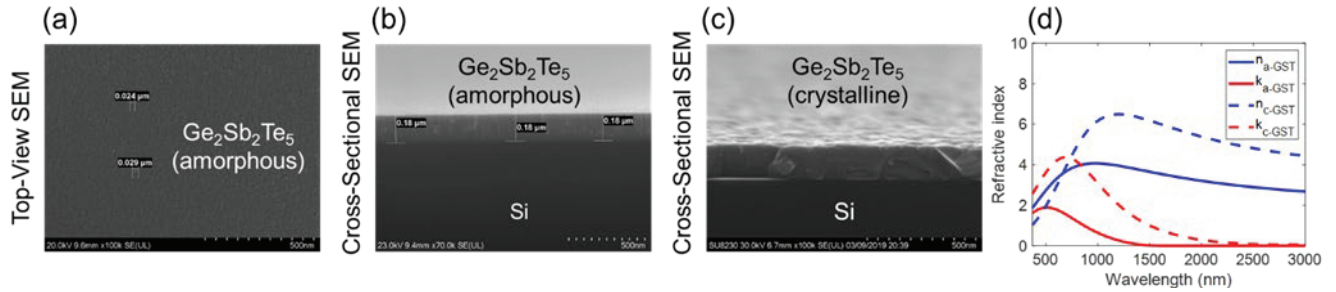 (a)
Top-View SEM
0.024 µm
Ge2Sb2Te5
(amorphous)
0.029 µm
20.0kV 9.6mm x100k SE(UL)
500nm
(b)
Cross-Sectional SEM
Ge2Sb2Te5
(amorphous)
0.18 µm
0.18 µm
0.18 µm
Si
23.0kV 9.4mm x70.0k SE(UL)
500nm
(c)
Cross-Sectional SEM
Ge2Sb2Te5
(crystalline)
Si
SU8230 30.0kV 6.7mm x100k SE(UL) 03/09/2019 20:39
500nm
(d)
Refractive index
10
8
6
4
2
0
n a-GST
k a-GST
n c-GST
k c-GST
500 1000 1500 2000 2500 3000
Wavelength (nm)